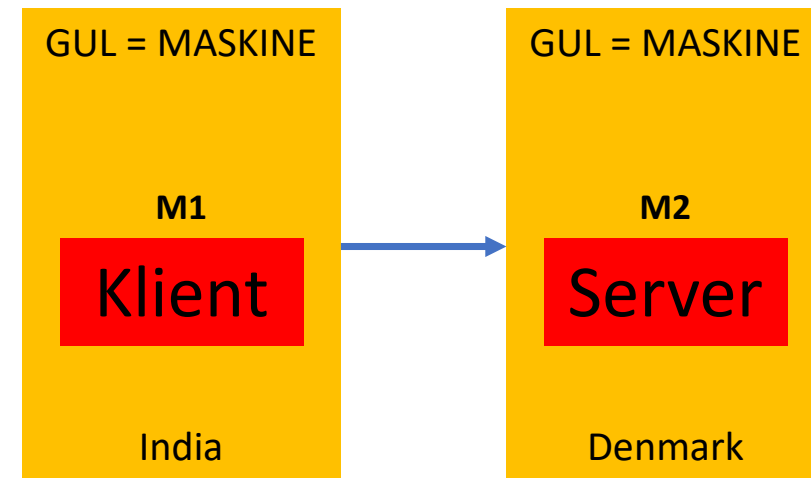 GUL = MASKINE
M1
Klient
India
GUL = MASKINE
M2
Server
Denmark